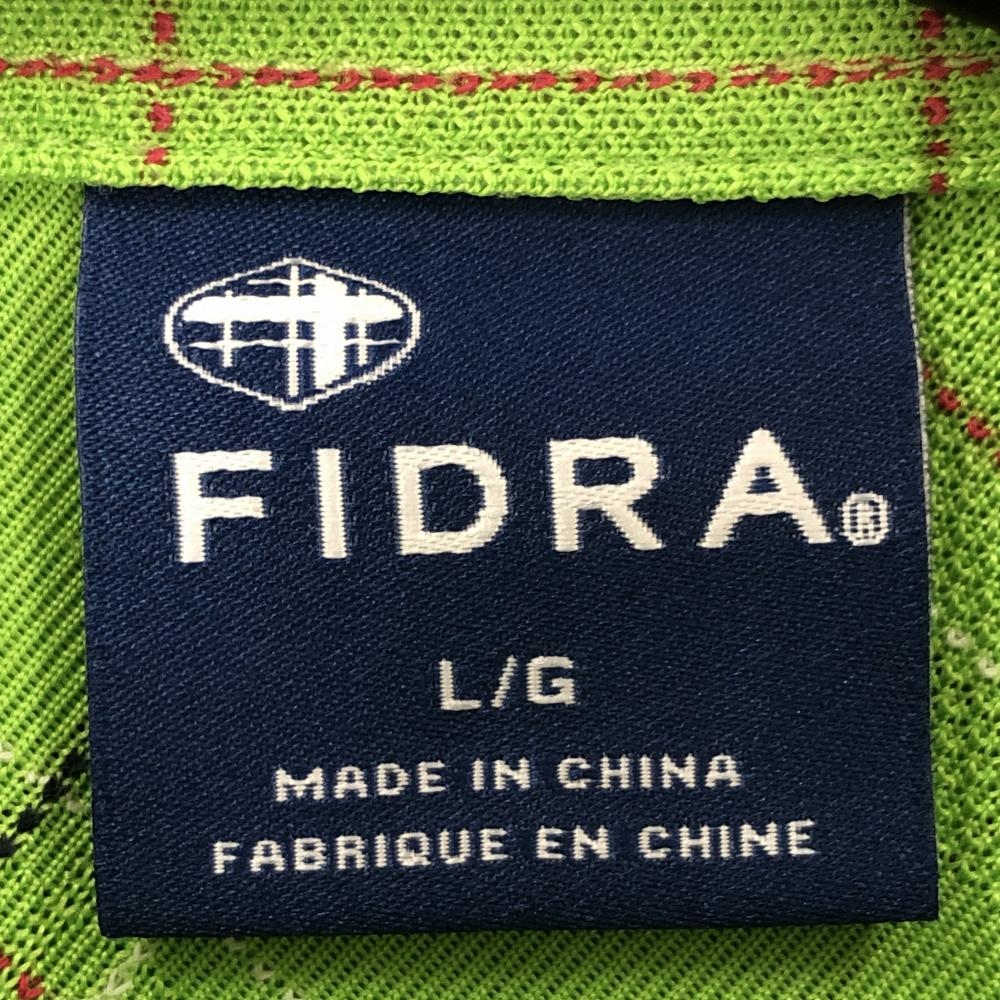 FIDRA®
L/G
MADE IN CHINA
FABRIQUE EN CHINE